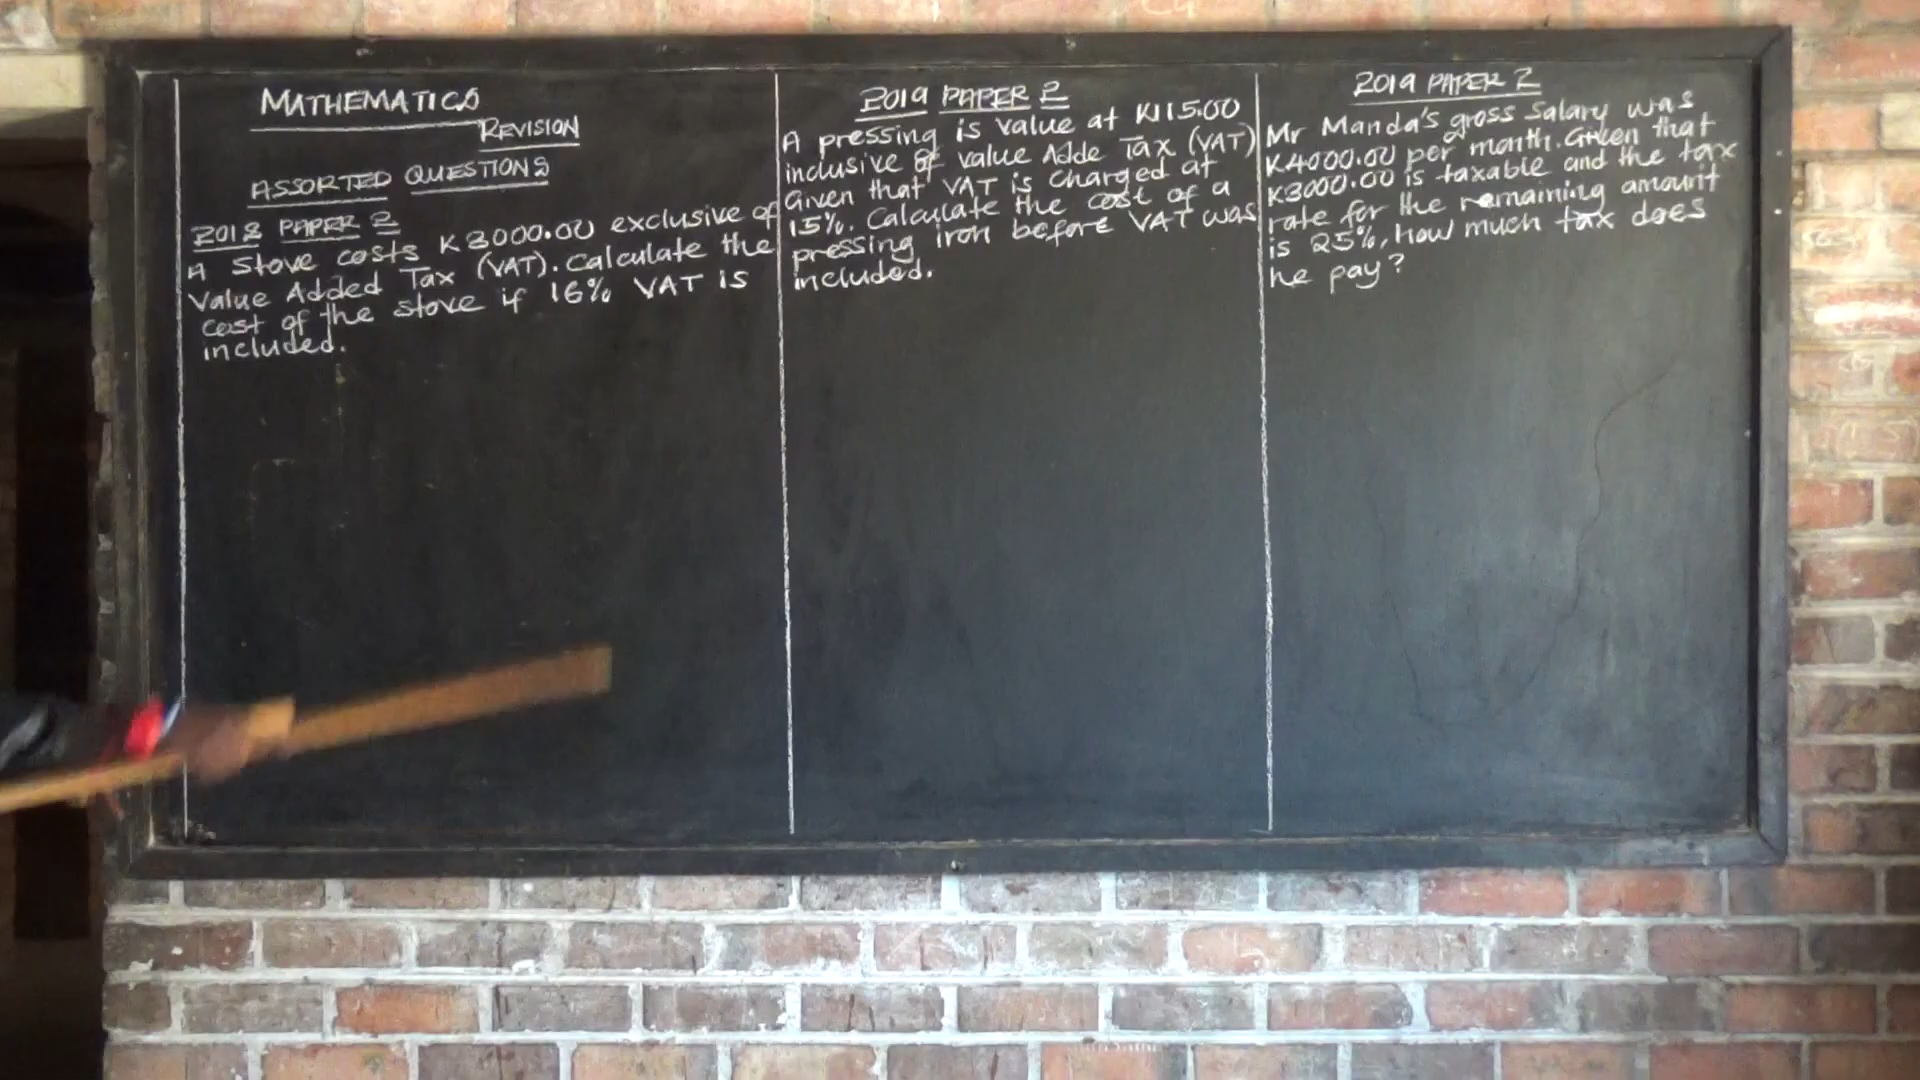 MATHEMATICS
REVISION
ASSORTED QUESTIONS
2018 PAPER 2
A stove costs K3000.00 exclusive of
Value Added Tax (VAT). Calculate the
cost of the stove if 16% VAT is
included.
2019 PAPER 2
A pressing is value at K115.00
inclusive of value Adde Tax (VAT)
Given that VAT is charged at
15%. Calculate the cost of a
pressing iron before VAT was
included.
2019 PAPER 2
Mr Manda's gross salary was
K4000.00 per month. Given that
K3000.00 is taxable and the tax
rate for the remaining amount
is 25%, how much tax does
he pay?